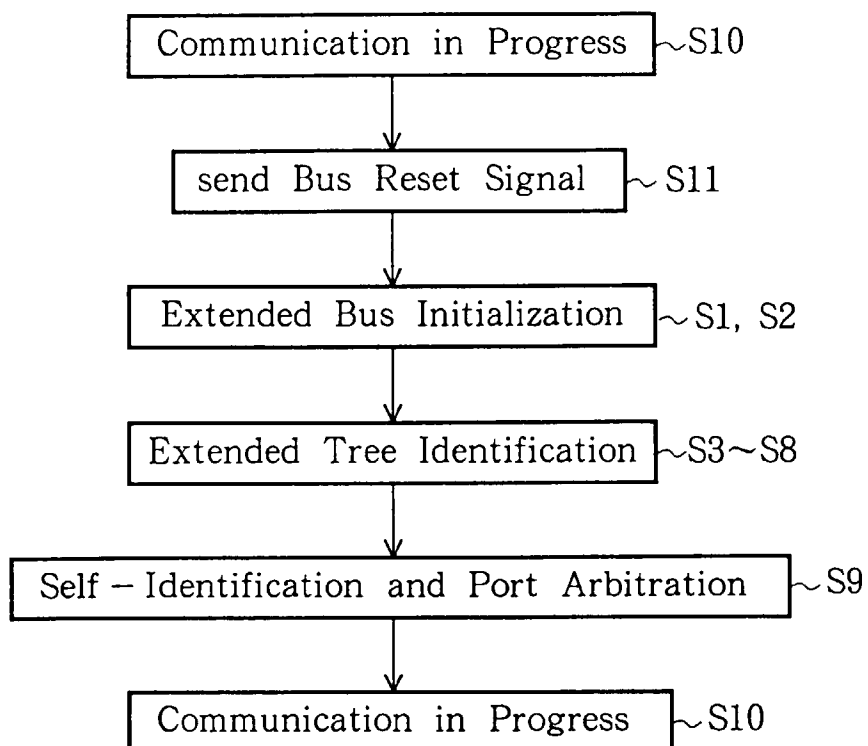 Communication in Progress ~S10
send Bus Reset Signal ~S11
Extended Bus Initialization ~S1, S2
Extended Tree Identification ~S3~S8
Self-Identification and Port Arbitration ~S9
Communication in Progress ~S10